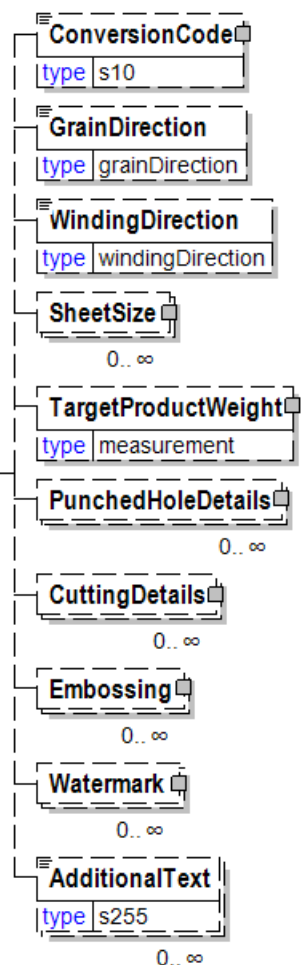 ConversionCode
type s10
GrainDirection
type grainDirection
WindingDirection
type windingDirection
SheetSize
0.. ∞
TargetProductWeight
type measurement
PunchedHoleDetails
0.. ∞
CuttingDetails
0.. ∞
Embossing
0.. ∞
Watermark
0.. ∞
AdditionalText
type s255
0.. ∞